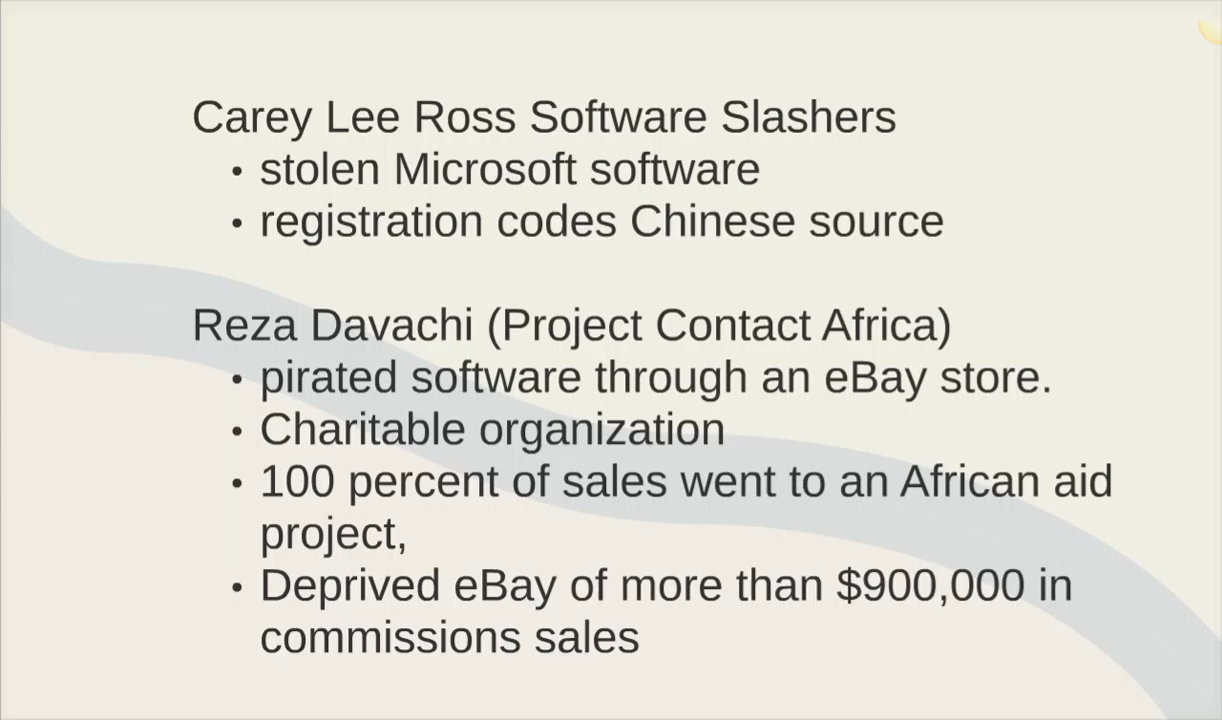 Carey Lee Ross Software Slashers
• stolen Microsoft software
• registration codes Chinese source
Reza Davachi (Project Contact Africa)
• pirated software through an eBay store.
• Charitable organization
• 100 percent of sales went to an African aid
project,
• Deprived eBay of more than $900,000 in
commissions sales